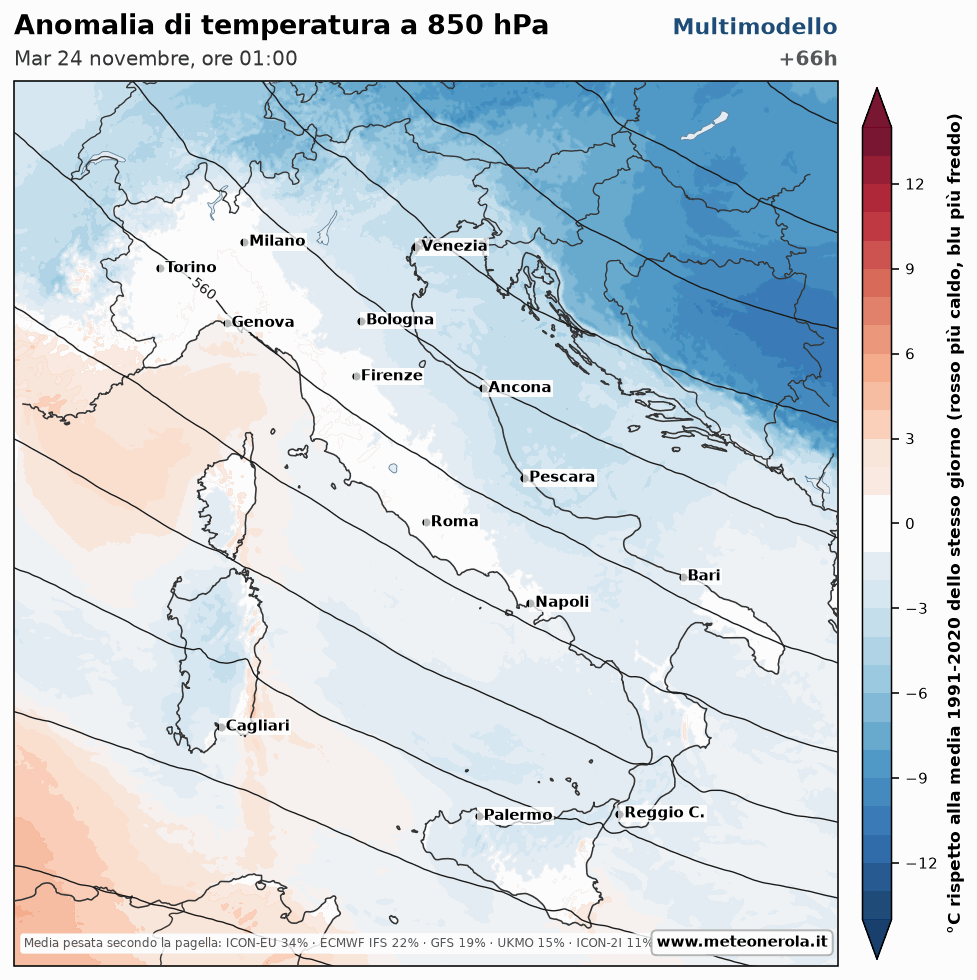 Anomalia di temperatura a 850 hPa
Multimodello
Mar 24 novembre, ore 01:00
+66h
Milano
Venezia
Torino
560
Genova
Bologna
Firenze
Ancona
Pescara
Roma
Bari
Napoli
Cagliari
Palermo
Reggio C.
12
9
6
3
0
−3
−6
−9
−12
°C rispetto alla media 1991-2020 dello stesso giorno (rosso più caldo, blu più freddo)
Media pesata secondo la pagella: ICON-EU 34% · ECMWF IFS 22% · GFS 19% · UKMO 15% · ICON-2I 11%
www.meteonerola.it